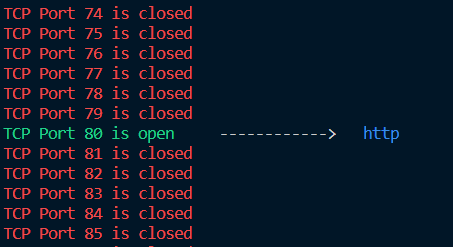 TCP Port 74 is closed
TCP Port 75 is closed
TCP Port 76 is closed
TCP Port 77 is closed
TCP Port 78 is closed
TCP Port 79 is closed
TCP Port 80 is open ------------> http
TCP Port 81 is closed
TCP Port 82 is closed
TCP Port 83 is closed
TCP Port 84 is closed
TCP Port 85 is closed